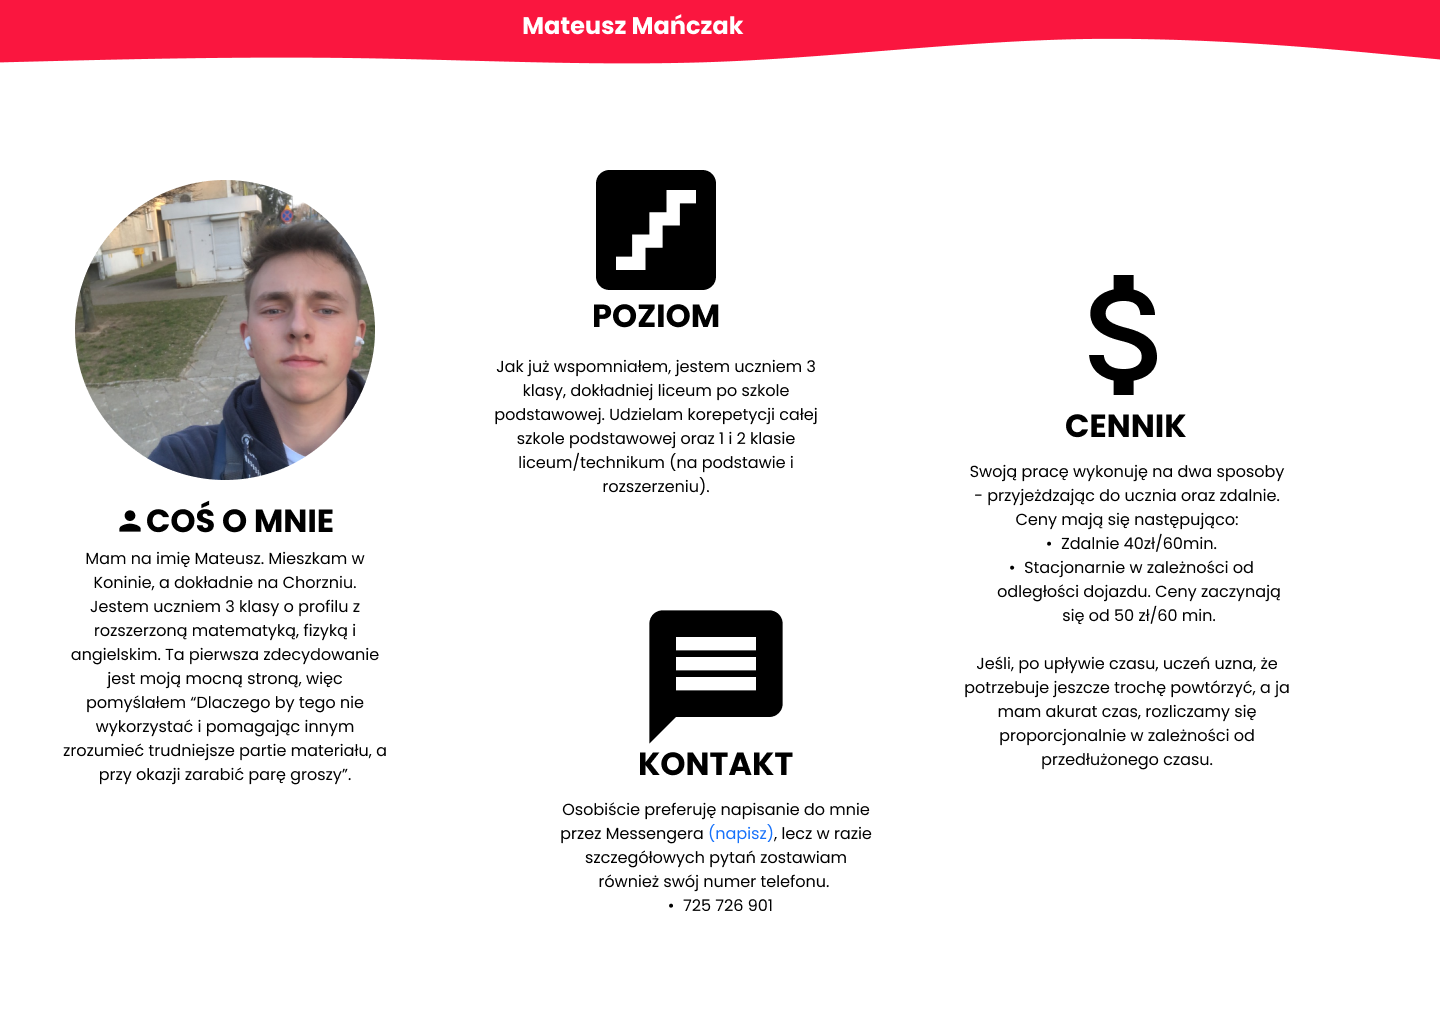 Mateusz Mańczak
COŚ O MNIE
Mam na imię Mateusz. Mieszkam w
Koninie, a dokładnie na Chorzniu.
Jestem uczniem 3 klasy o profilu z
rozszerzoną matematyką, fizyką i
angielskim. Ta pierwsza zdecydowanie
jest moją mocną stroną, więc
pomyślałem “Dlaczego by tego nie
wykorzystać i pomagając innym
zrozumieć trudniejsze partie materiału, a
przy okazji zarabić parę groszy”.
POZIOM
Jak już wspomniałem, jestem uczniem 3
klasy, dokładniej liceum po szkole
podstawowej. Udzielam korepetycji całej
szkole podstawowej oraz 1 i 2 klasie
liceum/technikum (na podstawie i
rozszerzeniu).
KONTAKT
Osobiście preferuję napisanie do mnie
przez Messengera (napisz), lecz w razie
szczegółowych pytań zostawiam
również swój numer telefonu.
• 725 726 901
CENNIK
Swoją pracę wykonuję na dwa sposoby
- przyjeżdzając do ucznia oraz zdalnie.
Ceny mają się następująco:
• Zdalnie 40zł/60min.
• Stacjonarnie w zależności od
odległości dojazdu. Ceny zaczynają
się od 50 zł/60 min.
Jeśli, po upływie czasu, uczeń uzna, że
potrzebuje jeszcze trochę powtórzyć, a ja
mam akurat czas, rozliczamy się
proporcjonalnie w zależności od
przedłużonego czasu.